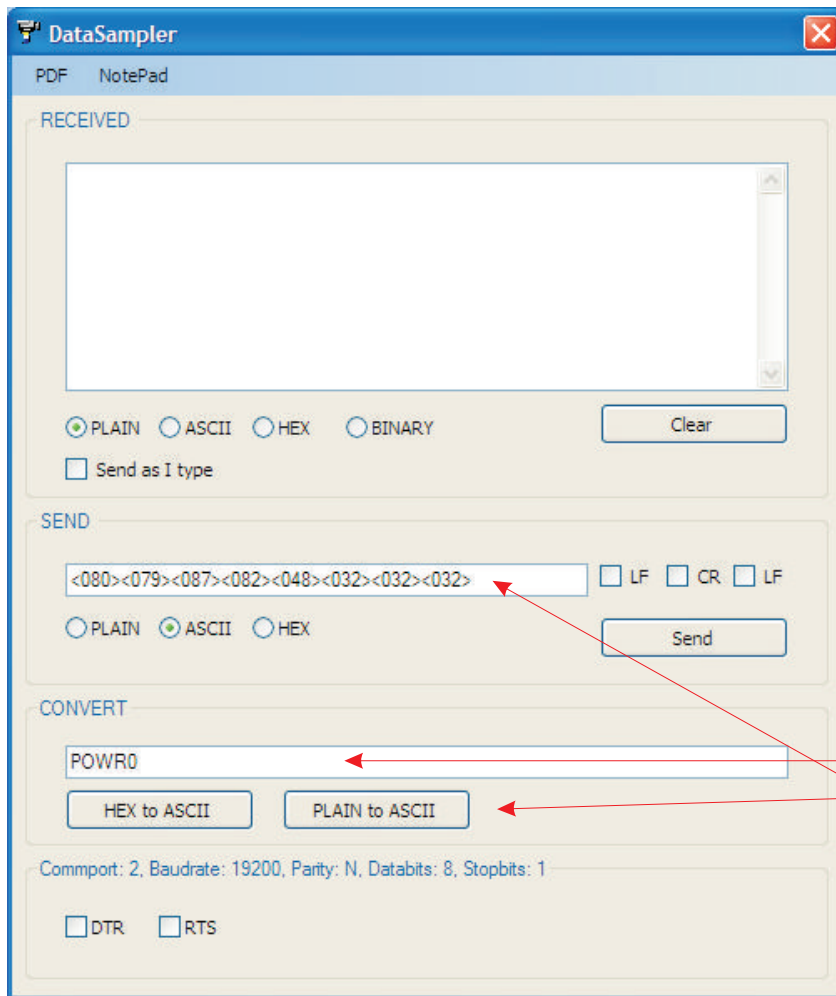 DataSampler
PDF NotePad
RECEIVED
PLAIN ASCII HEX BINARY Clear
Send as I type
SEND
<080><079><087><082><048><032><032><032> LF CR LF
PLAIN ASCII HEX Send
CONVERT
POWR0
HEX to ASCII PLAIN to ASCII
Commport: 2, Baudrate: 19200, Parity: N, Databits: 8, Stopbits: 1
DTR RTS